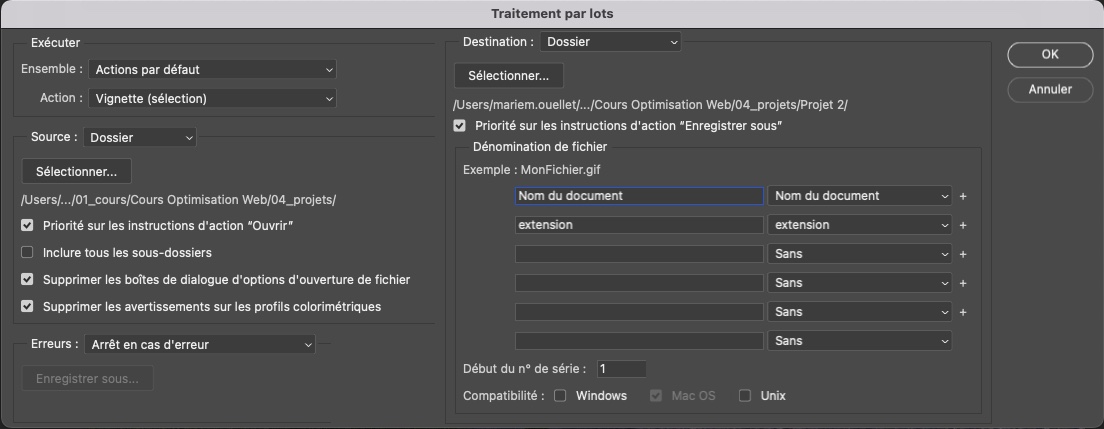 Traitement par lots
Exécuter
Ensemble : Actions par défaut
Action : Vignette (sélection)
Source : Dossier
Sélectionner...
/Users/.../01_cours/Cours Optimisation Web/04_projets/
Priorité sur les instructions d'action “Ouvrir”
Inclure tous les sous-dossiers
Supprimer les boîtes de dialogue d'options d'ouverture de fichier
Supprimer les avertissements sur les profils colorimétriques
Erreurs : Arrêt en cas d'erreur
Enregistrer sous...
Destination : Dossier
Sélectionner...
/Users/mariem.ouellet/.../Cours Optimisation Web/04_projets/Projet 2/
Priorité sur les instructions d'action “Enregistrer sous”
Dénomination de fichier
Exemple : MonFichier.gif
Nom du document Nom du document +
extension extension +
Sans +
Sans +
Sans +
Sans
Début du n° de série : 1
Compatibilité : Windows Mac OS Unix
OK
Annuler